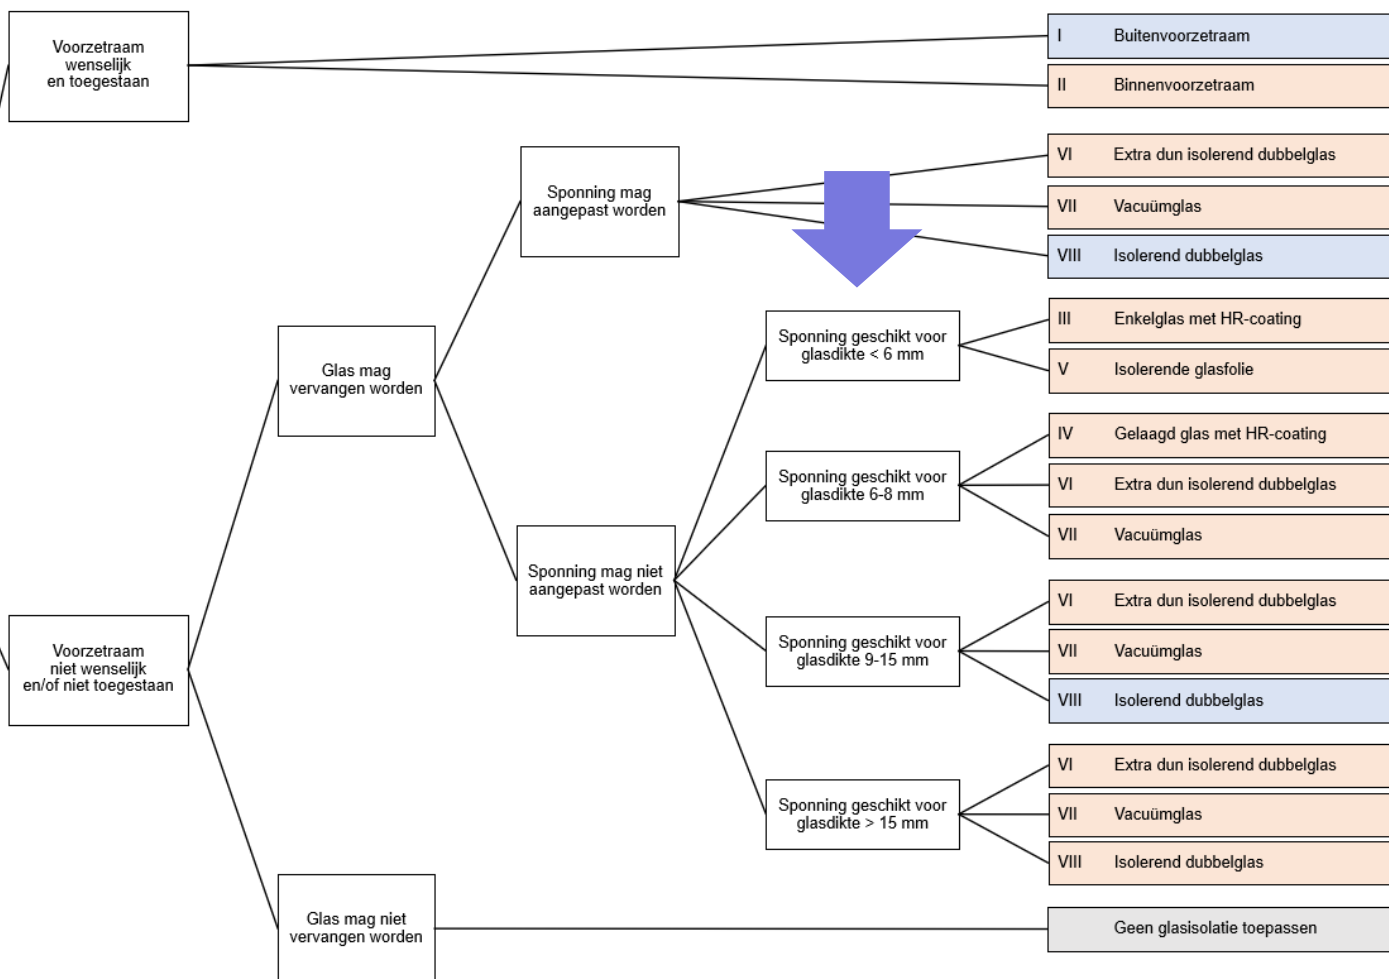 Voorzetraam
wenselijk
en toegestaan
I Buitenvoorzetraam
II Binnenvoorzetraam
Sponning mag
aangepast worden
VI Extra dun isolerend dubbelglas
VII Vacuümglas
VIII Isolerend dubbelglas
Glas mag
vervangen worden
Sponning geschikt voor
glasdikte < 6 mm
III Enkelglas met HR-coating
V Isolerende glasfolie
Sponning geschikt voor
glasdikte 6-8 mm
IV Gelaagd glas met HR-coating
VI Extra dun isolerend dubbelglas
VII Vacuümglas
Sponning mag niet
aangepast worden
Voorzetraam
niet wenselijk
en/of niet toegestaan
Sponning geschikt voor
glasdikte 9-15 mm
VI Extra dun isolerend dubbelglas
VII Vacuümglas
VIII Isolerend dubbelglas
Sponning geschikt voor
glasdikte > 15 mm
VI Extra dun isolerend dubbelglas
VII Vacuümglas
VIII Isolerend dubbelglas
Glas mag niet
vervangen worden
Geen glasisolatie toepassen